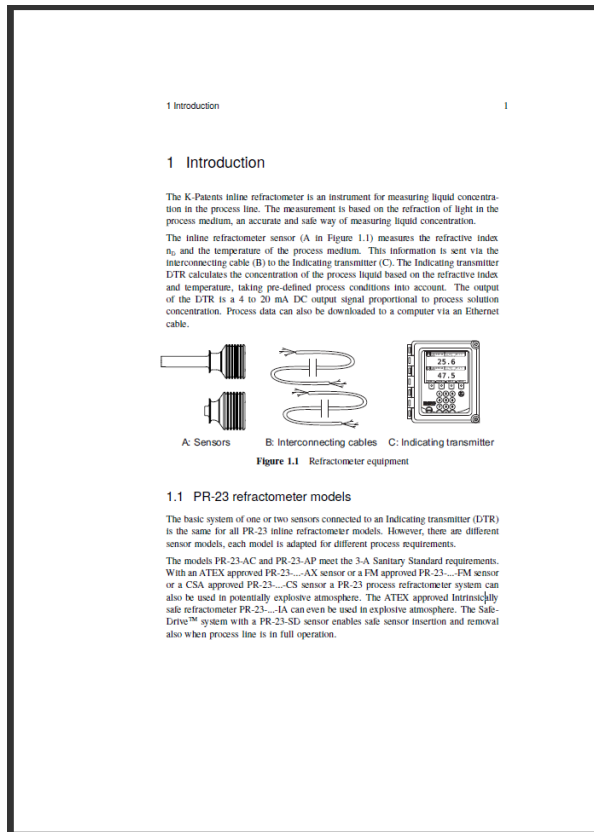 1 Introduction 1
1 Introduction
The K-Patents inline refractometer is an instrument for measuring liquid concentra-
tion in the process line. The measurement is based on the refraction of light in the
process medium, an accurate and safe way of measuring liquid concentration.
The inline refractometer sensor (A in Figure 1.1) measures the refractive index
nD and the temperature of the process medium. This information is sent via the
interconnecting cable (B) to the Indicating transmitter (C). The Indicating transmitter
DTR calculates the concentration of the process liquid based on the refractive index
and temperature, taking pre-defined process conditions into account. The output
of the DTR is a 4 to 20 mA DC output signal proportional to process solution
concentration. Process data can also be downloaded to a computer via an Ethernet
cable.
25.6
47.5
A: Sensors B: Interconnecting cables C: Indicating transmitter
Figure 1.1 Refractometer equipment
1.1 PR-23 refractometer models
The basic system of one or two sensors connected to an Indicating transmitter (DTR)
is the same for all PR-23 inline refractometer models. However, there are different
sensor models, each model is adapted for different process requirements.
The models PR-23-AC and PR-23-AP meet the 3-A Sanitary Standard requirements.
With an ATEX approved PR-23-...-AX sensor or a FM approved PR-23-...-FM sensor
or a CSA approved PR-23-...-CS sensor a PR-23 process refractometer system can
also be used in potentially explosive atmosphere. The ATEX approved Intrinsically
safe refractometer PR-23-...-IA can even be used in explosive atmosphere. The Safe-
Drive™ system with a PR-23-SD sensor enables safe sensor insertion and removal
also when process line is in full operation.